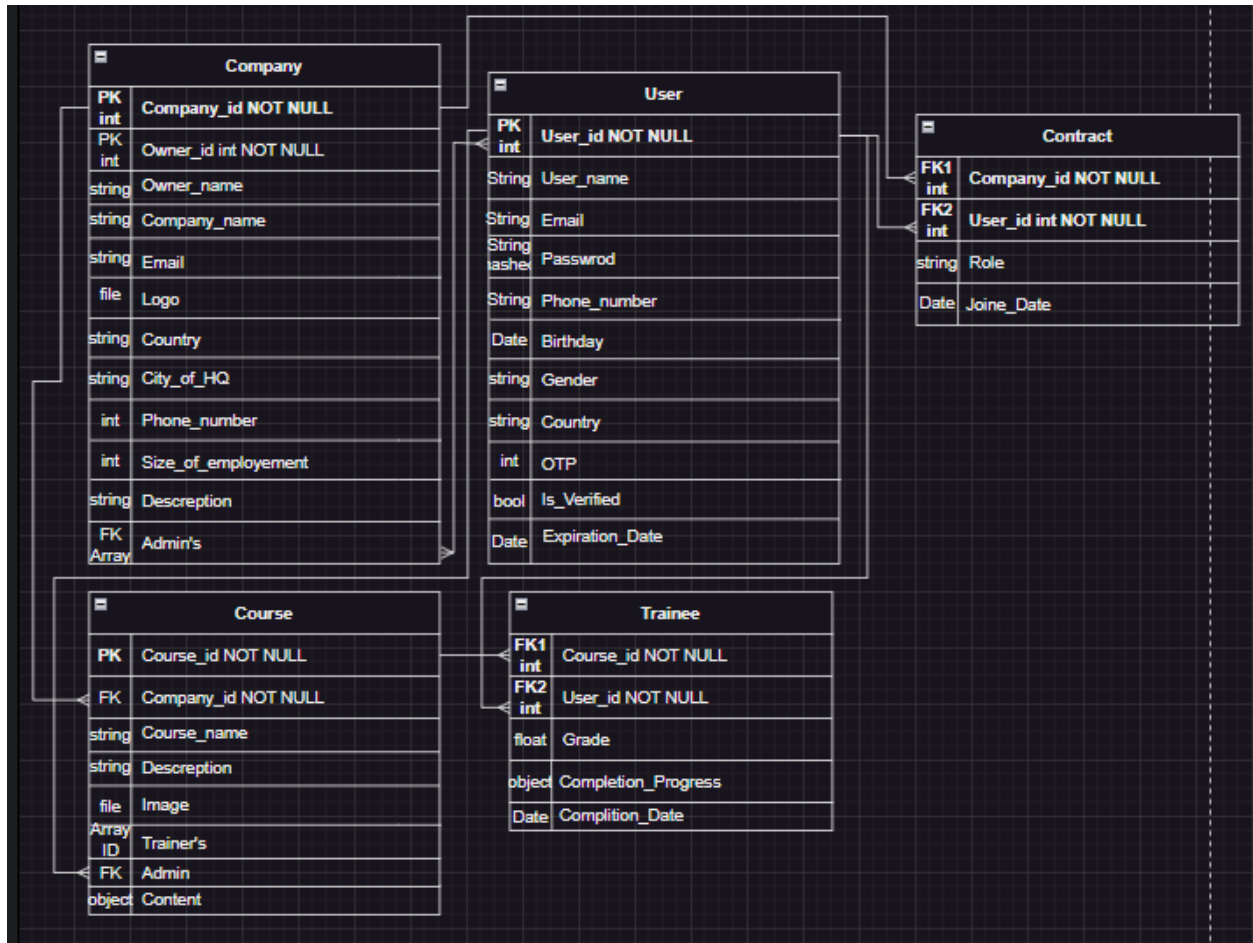 Company
PK int Company_id NOT NULL
PK int Owner_id int NOT NULL
string Owner_name
string Company_name
string Email
file Logo
string Country
string City_of_HQ
int Phone_number
int Size_of_employement
string Descreption
FK Array Admin's
User
PK int User_id NOT NULL
String User_name
String Email
String hashed Passwrod
String Phone_number
Date Birthday
string Gender
string Country
int OTP
bool Is_Verified
Date Expiration_Date
Contract
FK1 int Company_id NOT NULL
FK2 int User_id int NOT NULL
string Role
Date Joine_Date
Course
PK Course_id NOT NULL
FK Company_id NOT NULL
string Course_name
string Descreption
file Image
Array ID Trainer's
FK Admin
object Content
Trainee
FK1 int Course_id NOT NULL
FK2 int User_id NOT NULL
float Grade
object Completion_Progress
Date Complition_Date